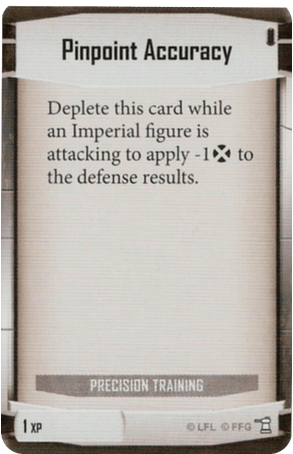 Pinpoint Accuracy
Deplete this card while
an Imperial figure is
attacking to apply -1 to
the defense results.
PRECISION TRAINING
1 XP
© LFL © FFG